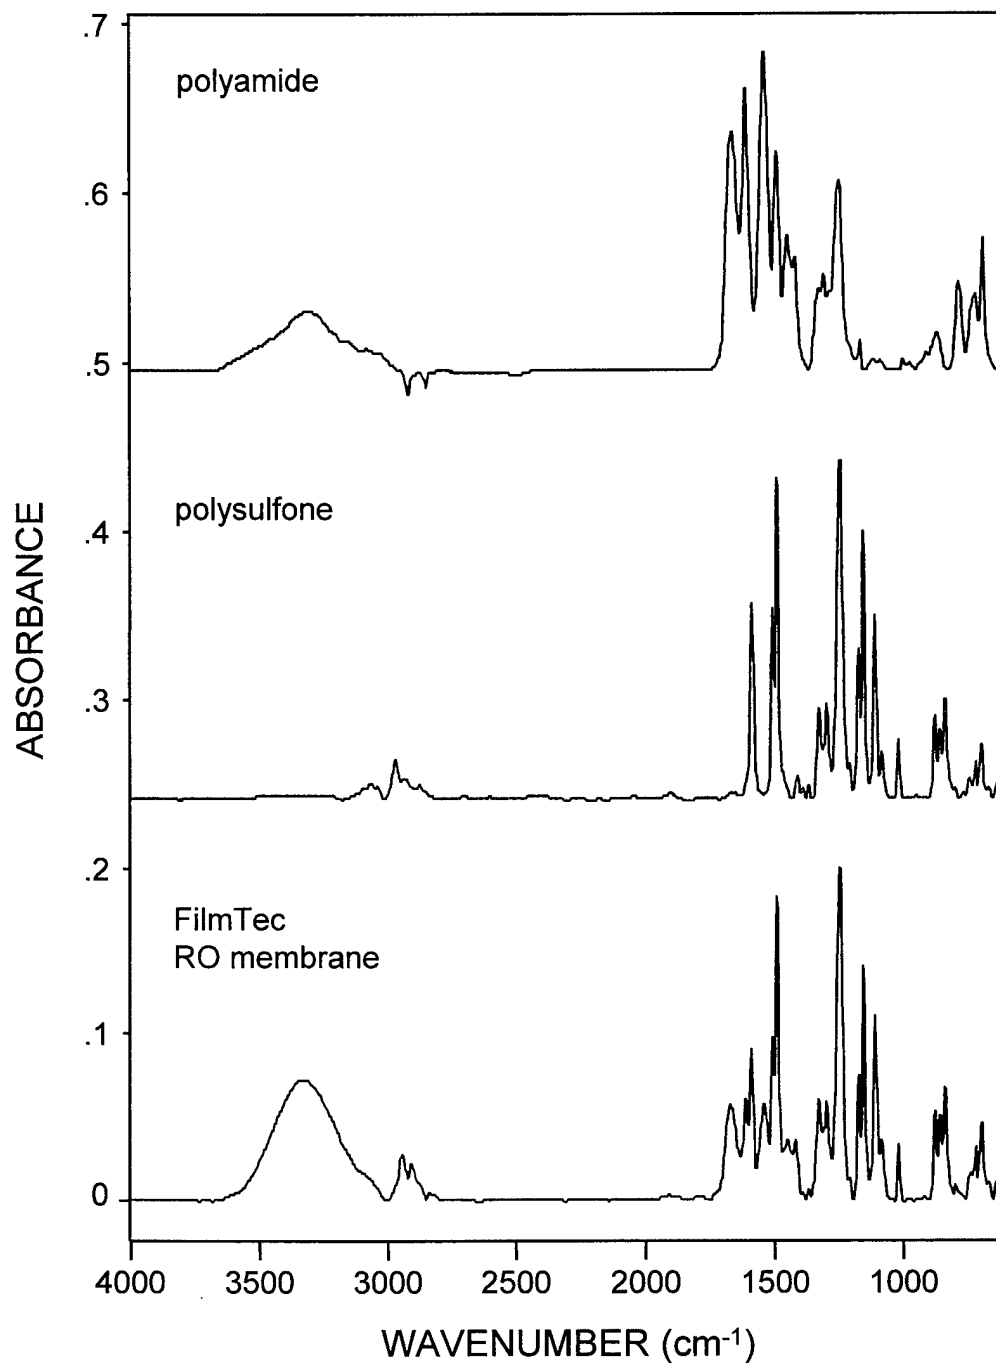 .7
polyamide
.6
.5
polysulfone
.4
.3
.2
FilmTec
RO membrane
.1
0
ABSORBANCE
4000 3500 3000 2500 2000 1500 1000
WAVENUMBER (cm-1)